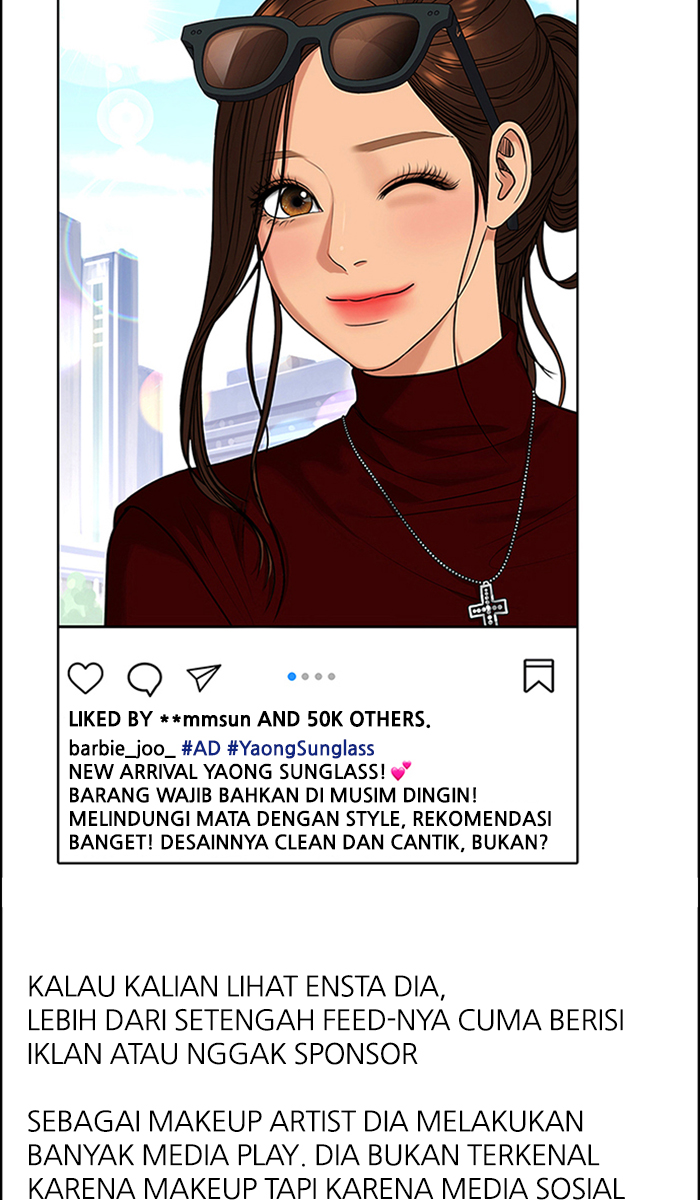 LIKED BY **mmsun AND 50K OTHERS.
barbie_joo_ #AD #YaongSunglass
NEW ARRIVAL YAONG SUNGLASS! 💕
BARANG WAJIB BAHKAN DI MUSIM DINGIN!
MELINDUNGI MATA DENGAN STYLE, REKOMENDASI
BANGET! DESAINNYA CLEAN DAN CANTIK, BUKAN?
KALAU KALIAN LIHAT ENSTA DIA,
LEBIH DARI SETENGAH FEED-NYA CUMA BERISI
IKLAN ATAU NGGAK SPONSOR
SEBAGAI MAKEUP ARTIST DIA MELAKUKAN
BANYAK MEDIA PLAY. DIA BUKAN TERKENAL
KARENA MAKEUP TAPI KARENA MEDIA SOSIAL